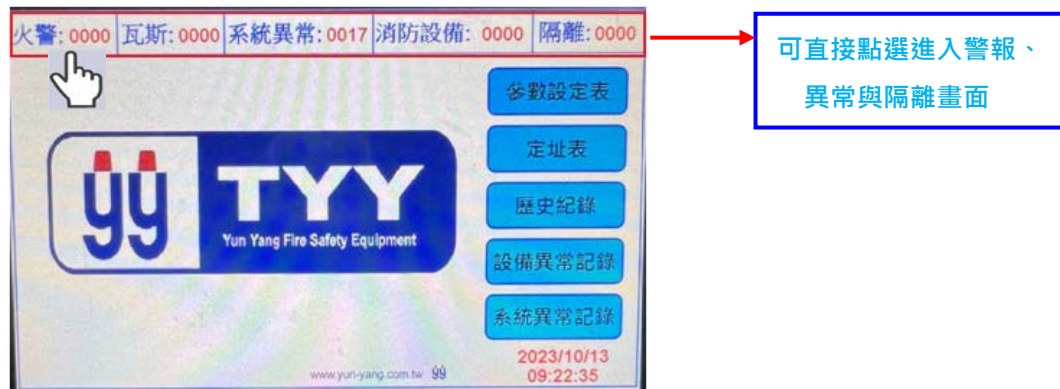 火警: 0000 瓦斯: 0000 系統異常: 0017 消防設備: 0000 隔離: 0000
可直接點選進入警報、
異常與隔離畫面
參數設定表
定址表
歷史紀錄
設備異常記錄
系統異常記錄
yy TYY
Yun Yang Fire Safety Equipment
2023/10/13
www.yun-yang.com.tw yy 09:22:35